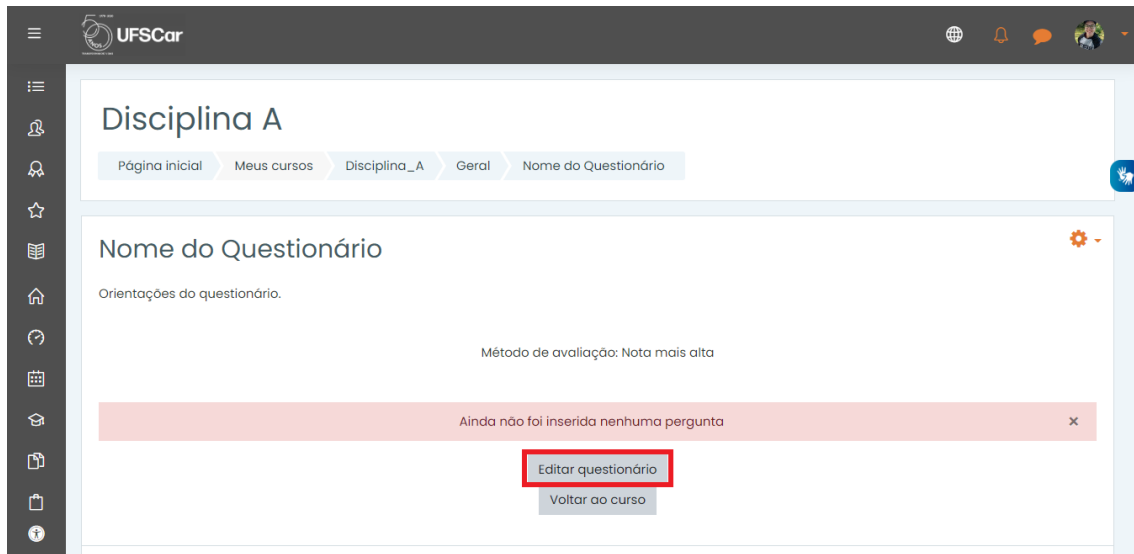 UFSCar
Disciplina A
Página inicial Meus cursos Disciplina_A Geral Nome do Questionário
Nome do Questionário
Orientações do questionário.
Método de avaliação: Nota mais alta
Ainda não foi inserida nenhuma pergunta ×
Editar questionário
Voltar ao curso